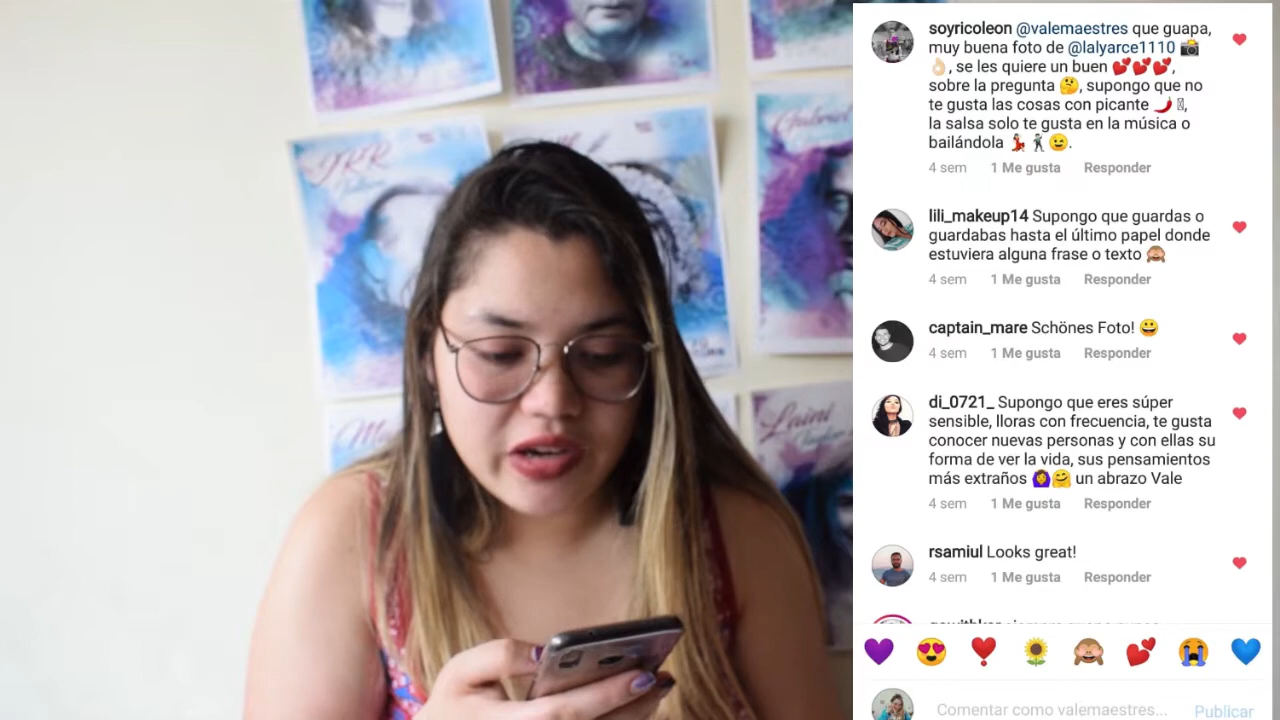 soyricoleon @valemaestres que guapa,
muy buena foto de @lalyarce1110 📸
👌🏻, se les quiere un buen 💕💕💕,
sobre la pregunta 🤔, supongo que no
te gusta las cosas con picante 🌶,
la salsa solo te gusta en la música o
bailándola 💃🕺😉.
4 sem 1 Me gusta Responder
lili_makeup14 Supongo que guardas o
guardabas hasta el último papel donde
estuviera alguna frase o texto 🙈
4 sem 1 Me gusta Responder
captain_mare Schönes Foto! 😀
4 sem 1 Me gusta Responder
di_0721_ Supongo que eres súper
sensible, lloras con frecuencia, te gusta
conocer nuevas personas y con ellas su
forma de ver la vida, sus pensamientos
más extraños 🙆‍♀️🤗 un abrazo Vale
4 sem 1 Me gusta Responder
rsamiul Looks great!
4 sem 1 Me gusta Responder
Comentar como valemaestres...
Publicar
Gabriel
Laini